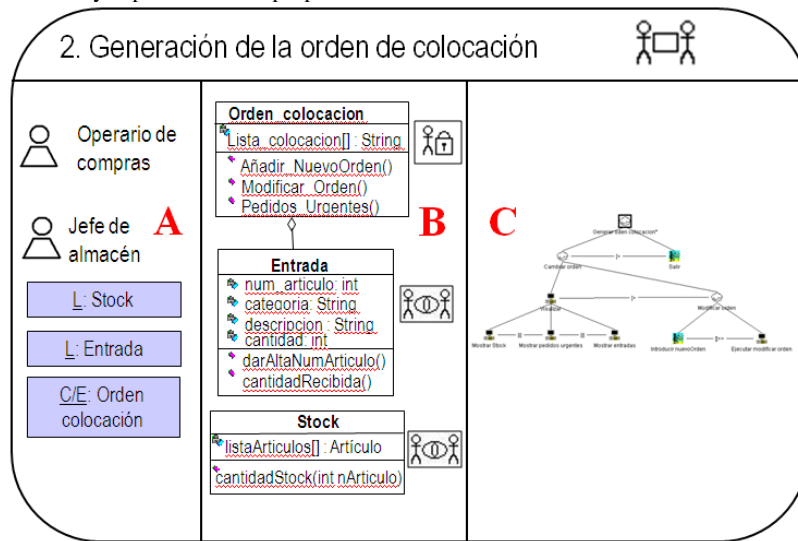 2. Generación de la orden de colocación
Operario de
compras
Jefe de
almacén
A
L: Stock
L: Entrada
C/E: Orden
colocación
Orden_colocacion
Lista_colocacion[] : String
Añadir_NuevoOrden()
Modificar_Orden()
Pedidos_Urgentes()
B
Entrada
num_articulo: int
categoria: String
descripcion : String
cantidad: int
darAltaNumArticulo()
cantidadRecibida()
Stock
listaArticulos[] : Artículo
cantidadStock(int nArticulo)
C
Cambiar orden
Salir
Visualizar
Modificar orden
Mostrar Stock
Mostrar pedidos urgentes
Mostrar entradas
Introducir nuevoOrden
Ejecutar modificar orden